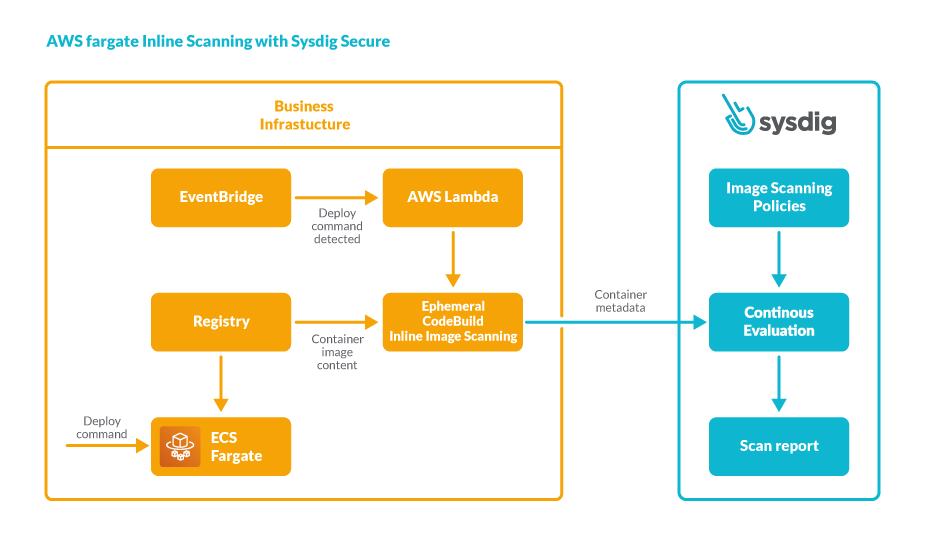 AWS fargate Inline Scanning with Sysdig Secure
Business
Infrastucture
sysdig
EventBridge
Deploy
command
detected
AWS Lambda
Image Scanning
Policies
Registry
Container
image
content
Ephemeral
CodeBuild
Inline Image Scanning
Container
metadata
Continous
Evaluation
Deploy
command
ECS
Fargate
Scan report